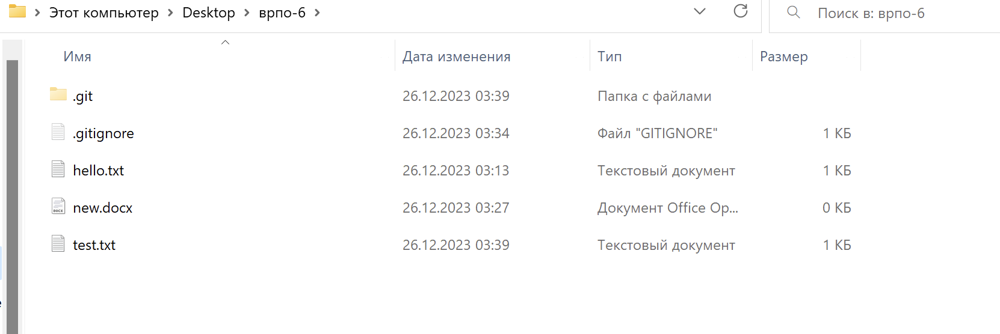 Этот компьютер Desktop врпо-6 Поиск в: врпо-6
Имя Дата изменения Тип Размер
.git 26.12.2023 03:39 Папка с файлами
.gitignore 26.12.2023 03:34 Файл "GITIGNORE" 1 КБ
hello.txt 26.12.2023 03:13 Текстовый документ 1 КБ
new.docx 26.12.2023 03:27 Документ Office Op... 0 КБ
test.txt 26.12.2023 03:39 Текстовый документ 1 КБ